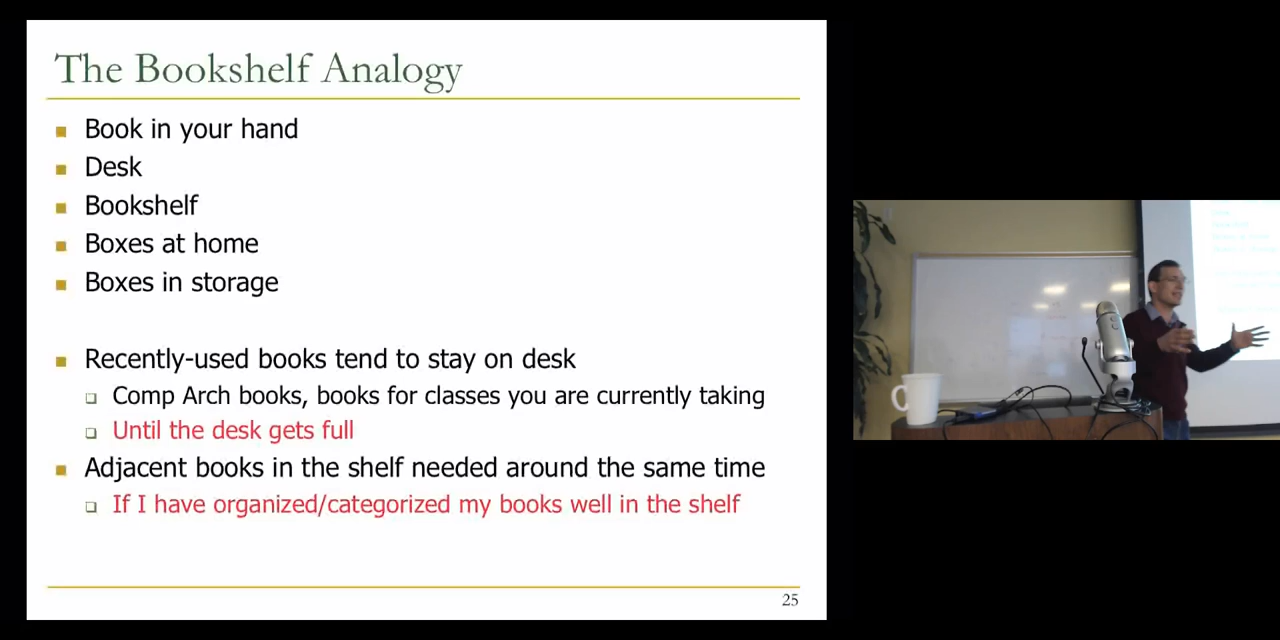 The Bookshelf Analogy
Book in your hand
Desk
Bookshelf
Boxes at home
Boxes in storage
Recently-used books tend to stay on desk
Comp Arch books, books for classes you are currently taking
Until the desk gets full
Adjacent books in the shelf needed around the same time
If I have organized/categorized my books well in the shelf
25